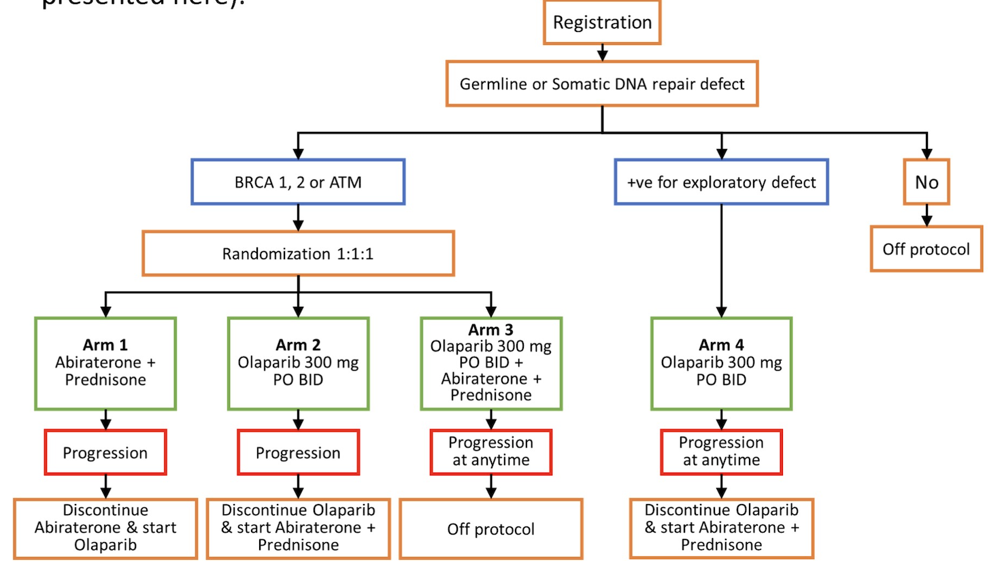 presented here).
Registration
Germline or Somatic DNA repair defect
BRCA 1, 2 or ATM
+ve for exploratory defect
No
Randomization 1:1:1
Off protocol
Arm 1
Abiraterone +
Prednisone
Arm 2
Olaparib 300 mg
PO BID
Arm 3
Olaparib 300 mg
PO BID +
Abiraterone +
Prednisone
Arm 4
Olaparib 300 mg
PO BID
Progression
Progression
Progression
at anytime
Progression
at anytime
Discontinue
Abiraterone & start
Olaparib
Discontinue Olaparib
& start Abiraterone +
Prednisone
Off protocol
Discontinue Olaparib
& start Abiraterone +
Prednisone